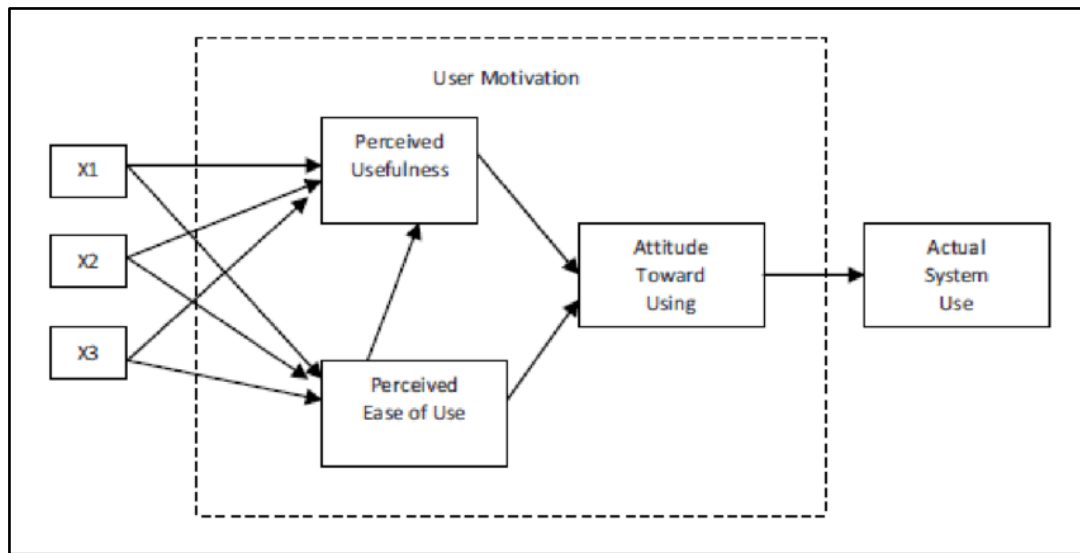 User Motivation
X1
X2
X3
Perceived
Usefulness
Perceived
Ease of Use
Attitude
Toward
Using
Actual
System
Use